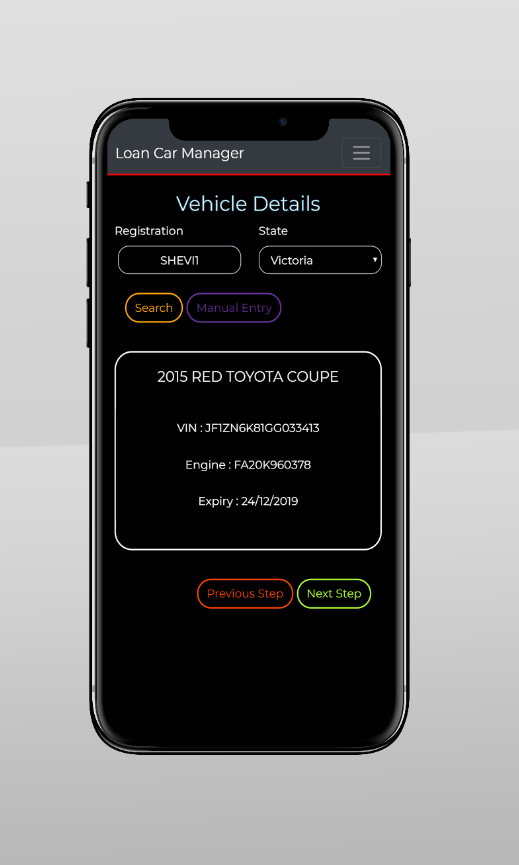 Loan Car Manager
Vehicle Details
Registration State
SHEVI1 Victoria
Search Manual Entry
2015 RED TOYOTA COUPE
VIN : JF1ZN6K81GG033413
Engine : FA20K960378
Expiry : 24/12/2019
Previous Step Next Step